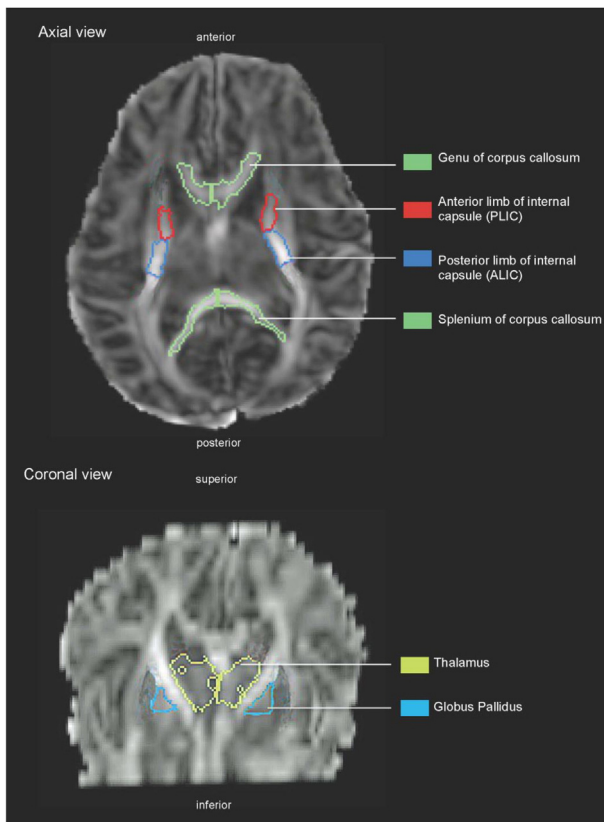 Axial view
anterior
Genu of corpus callosum
Anterior limb of internal
capsule (PLIC)
Posterior limb of internal
capsule (ALIC)
Splenium of corpus callosum
posterior
Coronal view
superior
Thalamus
Globus Pallidus
inferior